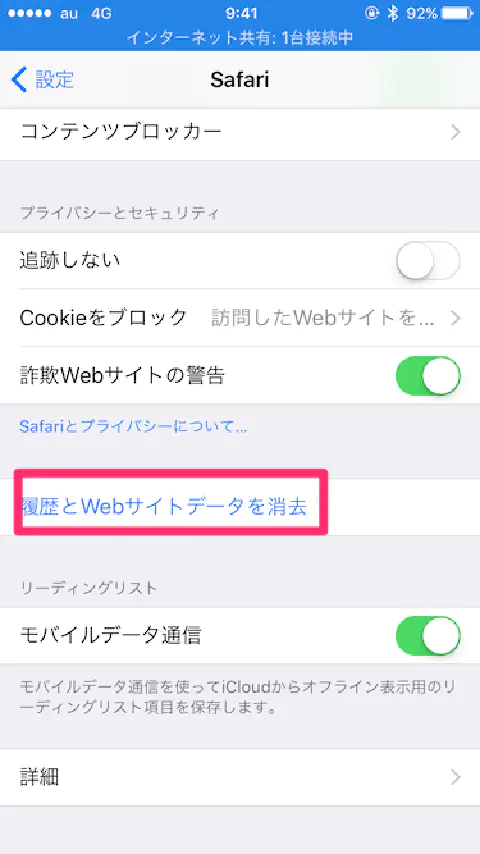 au 4G 9:41 92%
インターネット共有: 1台接続中
設定 Safari
コンテンツブロッカー
プライバシーとセキュリティ
追跡しない
Cookieをブロック 訪問したWebサイトを...
詐欺Webサイトの警告
Safariとプライバシーについて...
履歴とWebサイトデータを消去
リーディングリスト
モバイルデータ通信
モバイルデータ通信を使ってiCloudからオフライン表示用のリ
ーディングリスト項目を保存します。
詳細